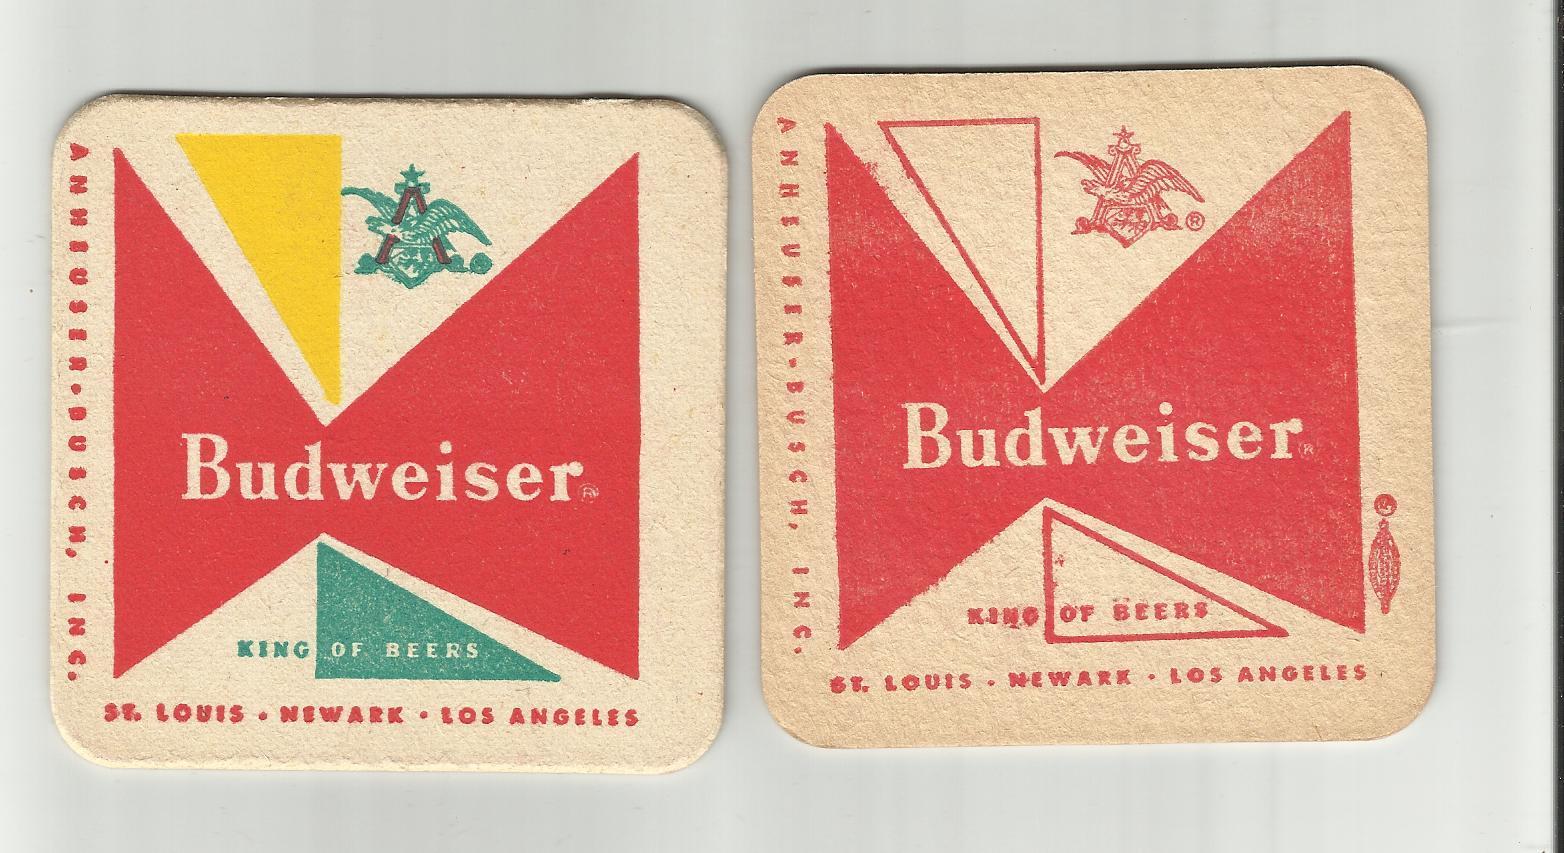 ANHEUSER-BUSCH, INC.
Budweiser®
KING OF BEERS
ST. LOUIS • NEWARK • LOS ANGELES
ANHEUSER-BUSCH, INC.
®
Budweiser®
KING OF BEERS
ST. LOUIS • NEWARK • LOS ANGELES